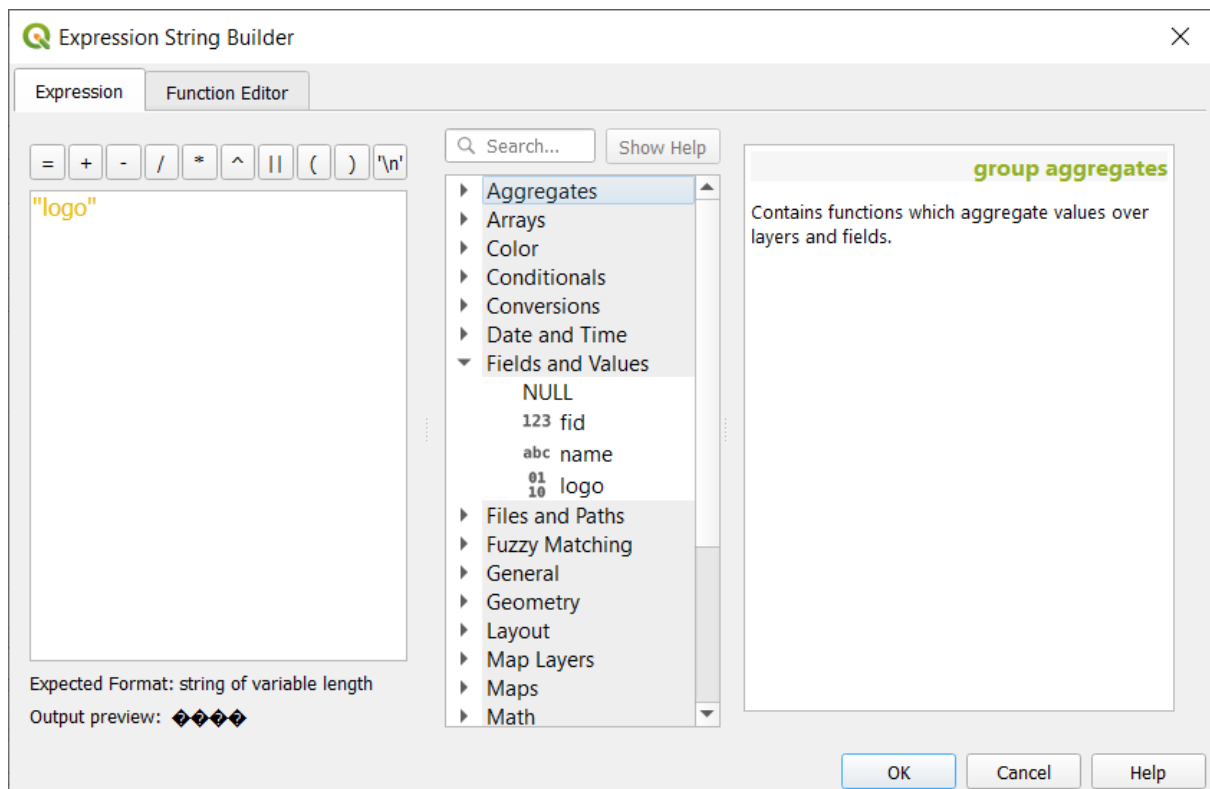 Expression String Builder
Expression
Function Editor
= + - / * ^ || ( ) '\n'
"logo"
Expected Format: string of variable length
Output preview: ����
Search...
Show Help
Aggregates
Arrays
Color
Conditionals
Conversions
Date and Time
Fields and Values
NULL
123 fid
abc name
01
10 logo
Files and Paths
Fuzzy Matching
General
Geometry
Layout
Map Layers
Maps
Math
group aggregates
Contains functions which aggregate values over
layers and fields.
OK
Cancel
Help